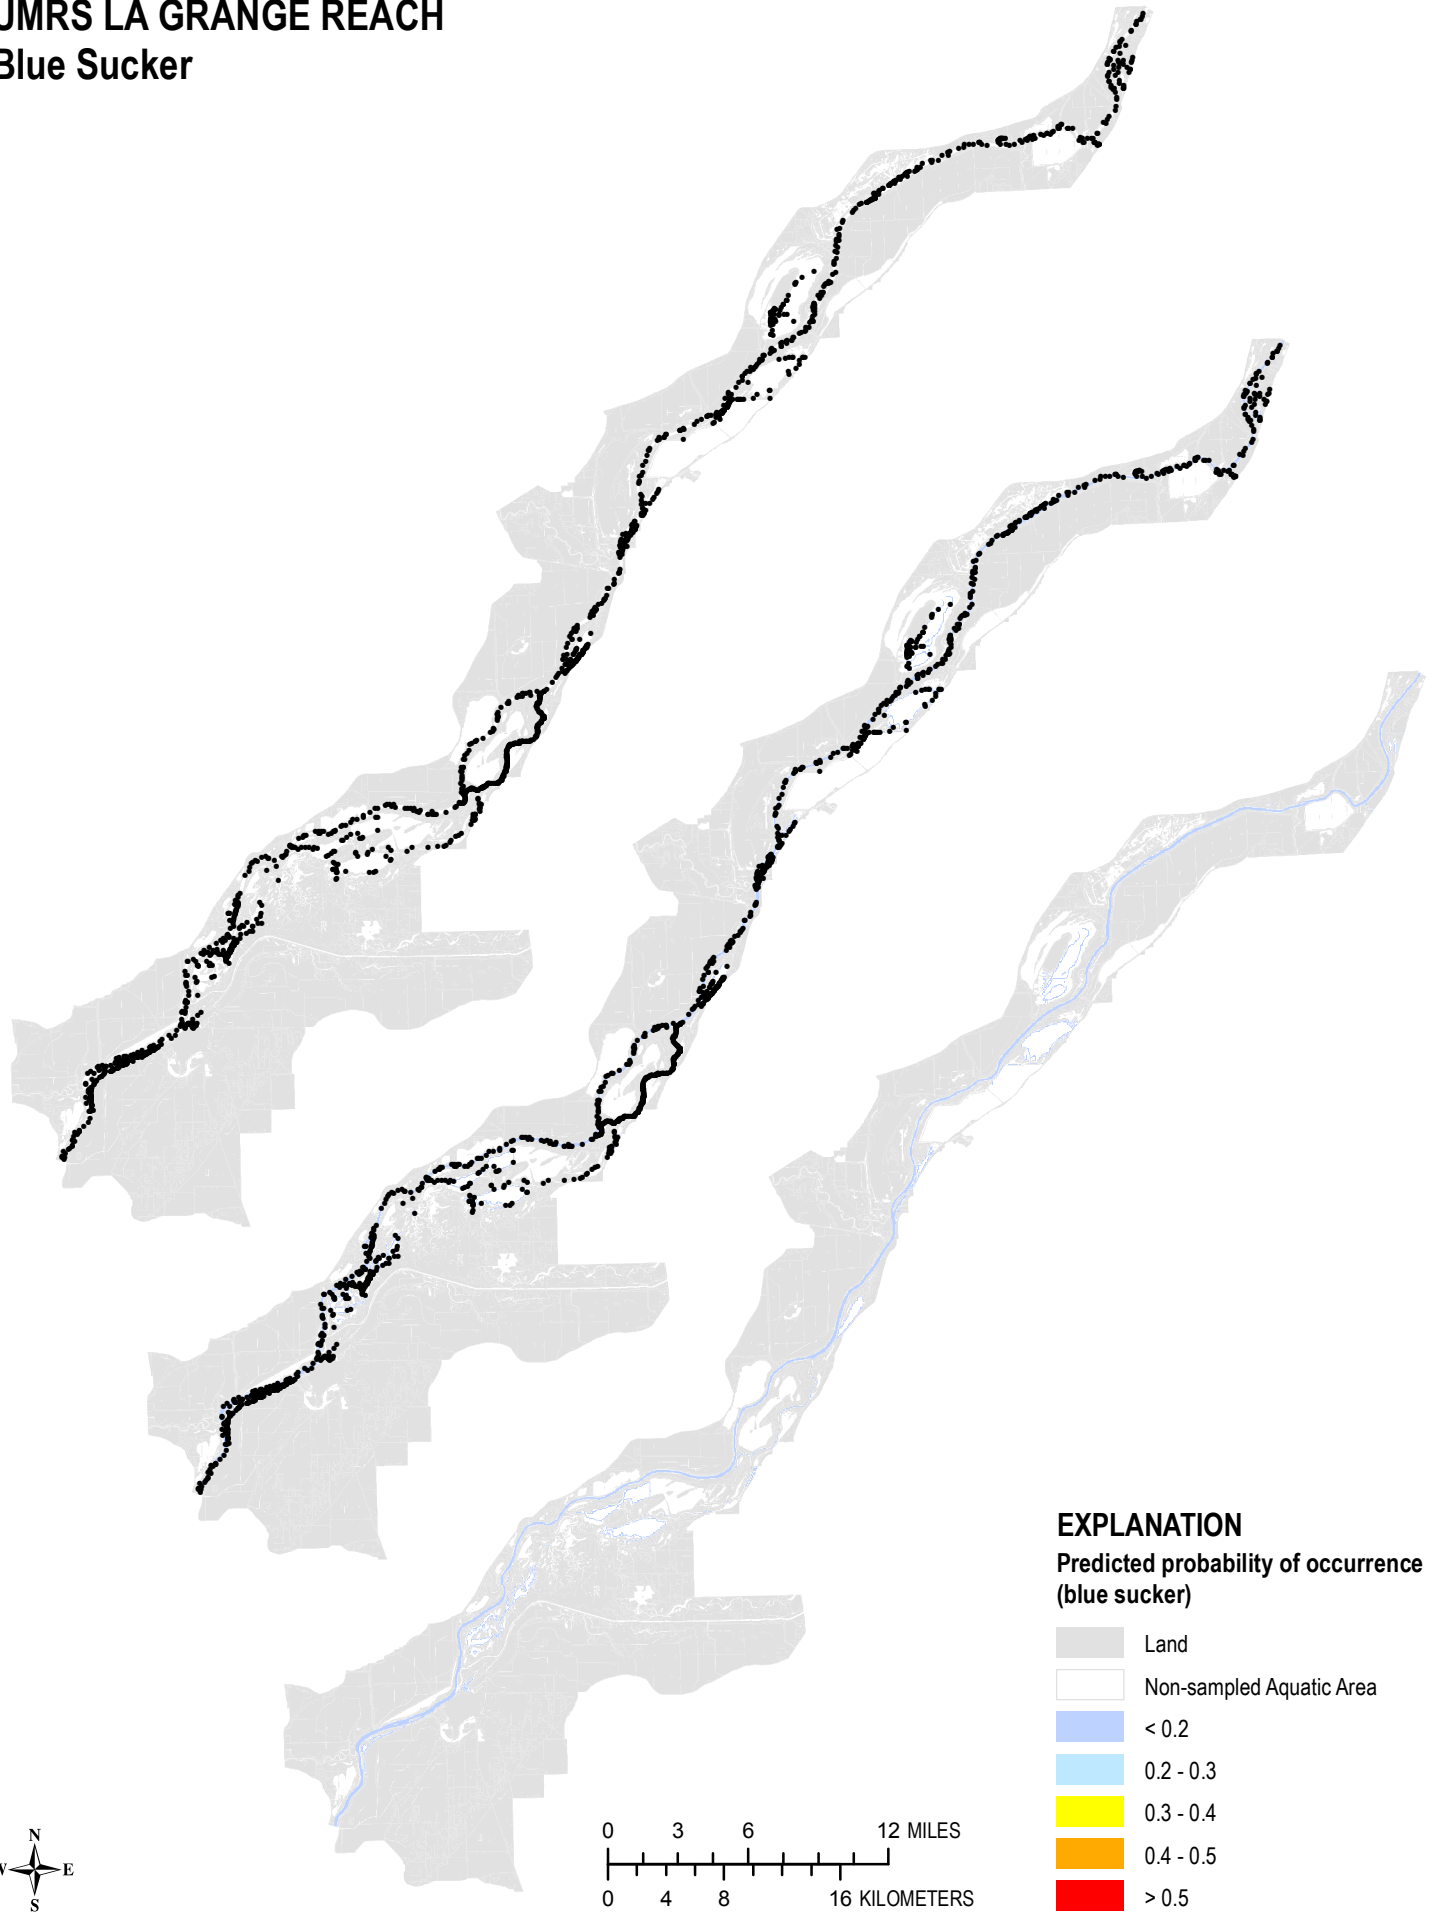 UMRS LA GRANGE REACH
Blue Sucker
EXPLANATION
Predicted probability of occurrence
(blue sucker)
Land
Non-sampled Aquatic Area
< 0.2
0.2 - 0.3
0.3 - 0.4
0.4 - 0.5
> 0.5
N
W E
S
0 3 6 12 MILES
0 4 8 16 KILOMETERS